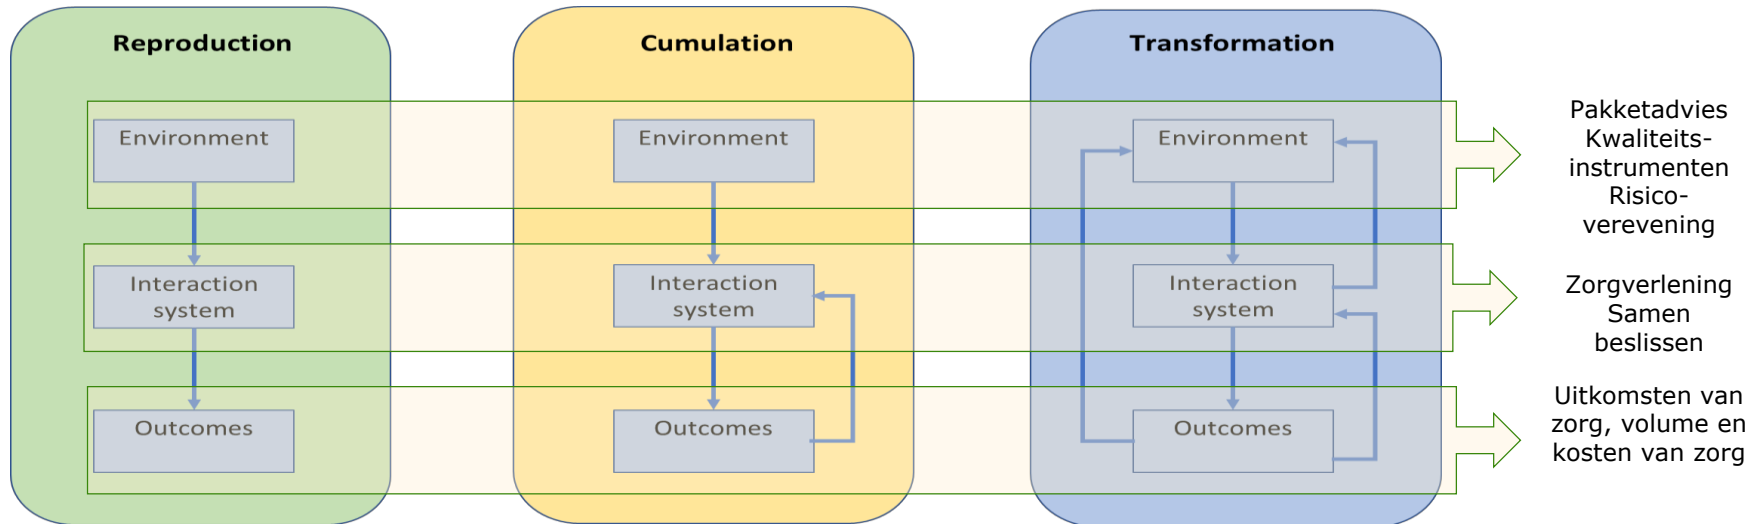 Reproduction
Cumulation
Transformation
Environment
Environment
Environment
Pakketadvies
Kwaliteits-
instrumenten
Risico-
verevening
Interaction
system
Interaction
system
Interaction
system
Zorgverlening
Samen
beslissen
Outcomes
Outcomes
Outcomes
Uitkomsten van
zorg, volume en
kosten van zorg